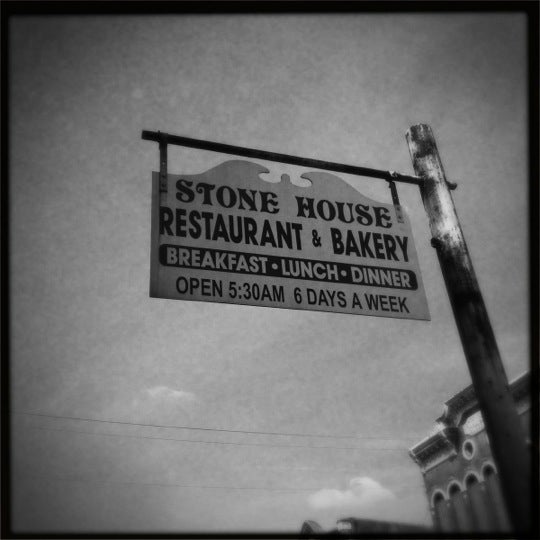 STONE HOUSE
RESTAURANT & BAKERY
BREAKFAST • LUNCH • DINNER
OPEN 5:30AM 6 DAYS A WEEK